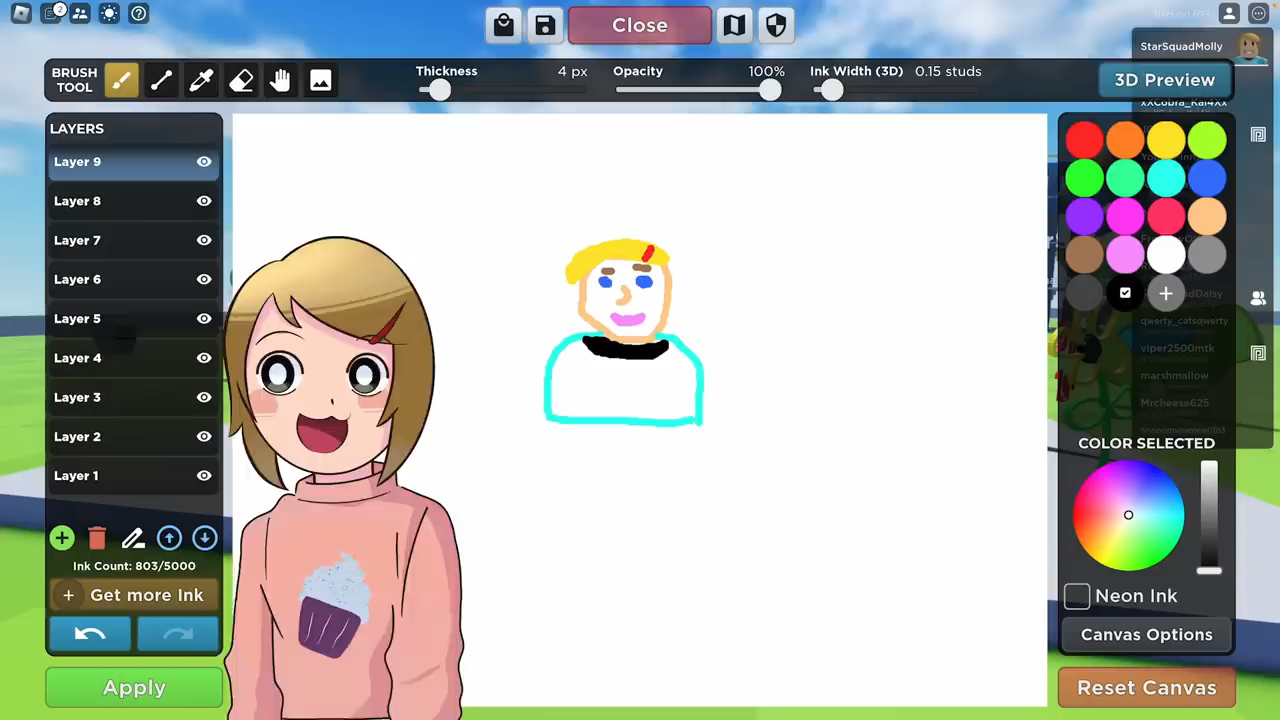 2
Close
StarSquadMolly
BRUSH
TOOL
Thickness
4 px
Opacity
100%
Ink Width (3D)
0.15 studs
3D Preview
xXCobra_Kai4Xx
LAYERS
Layer 9
Layer 8
Layer 7
Layer 6
Layer 5
Layer 4
Layer 3
Layer 2
Layer 1
qwerty_catsqwerty
viper2500mtk
marshmallow
Mrcheese625
COLOR SELECTED
Ink Count: 803/5000
+ Get more Ink
Neon Ink
Canvas Options
Apply
Reset Canvas